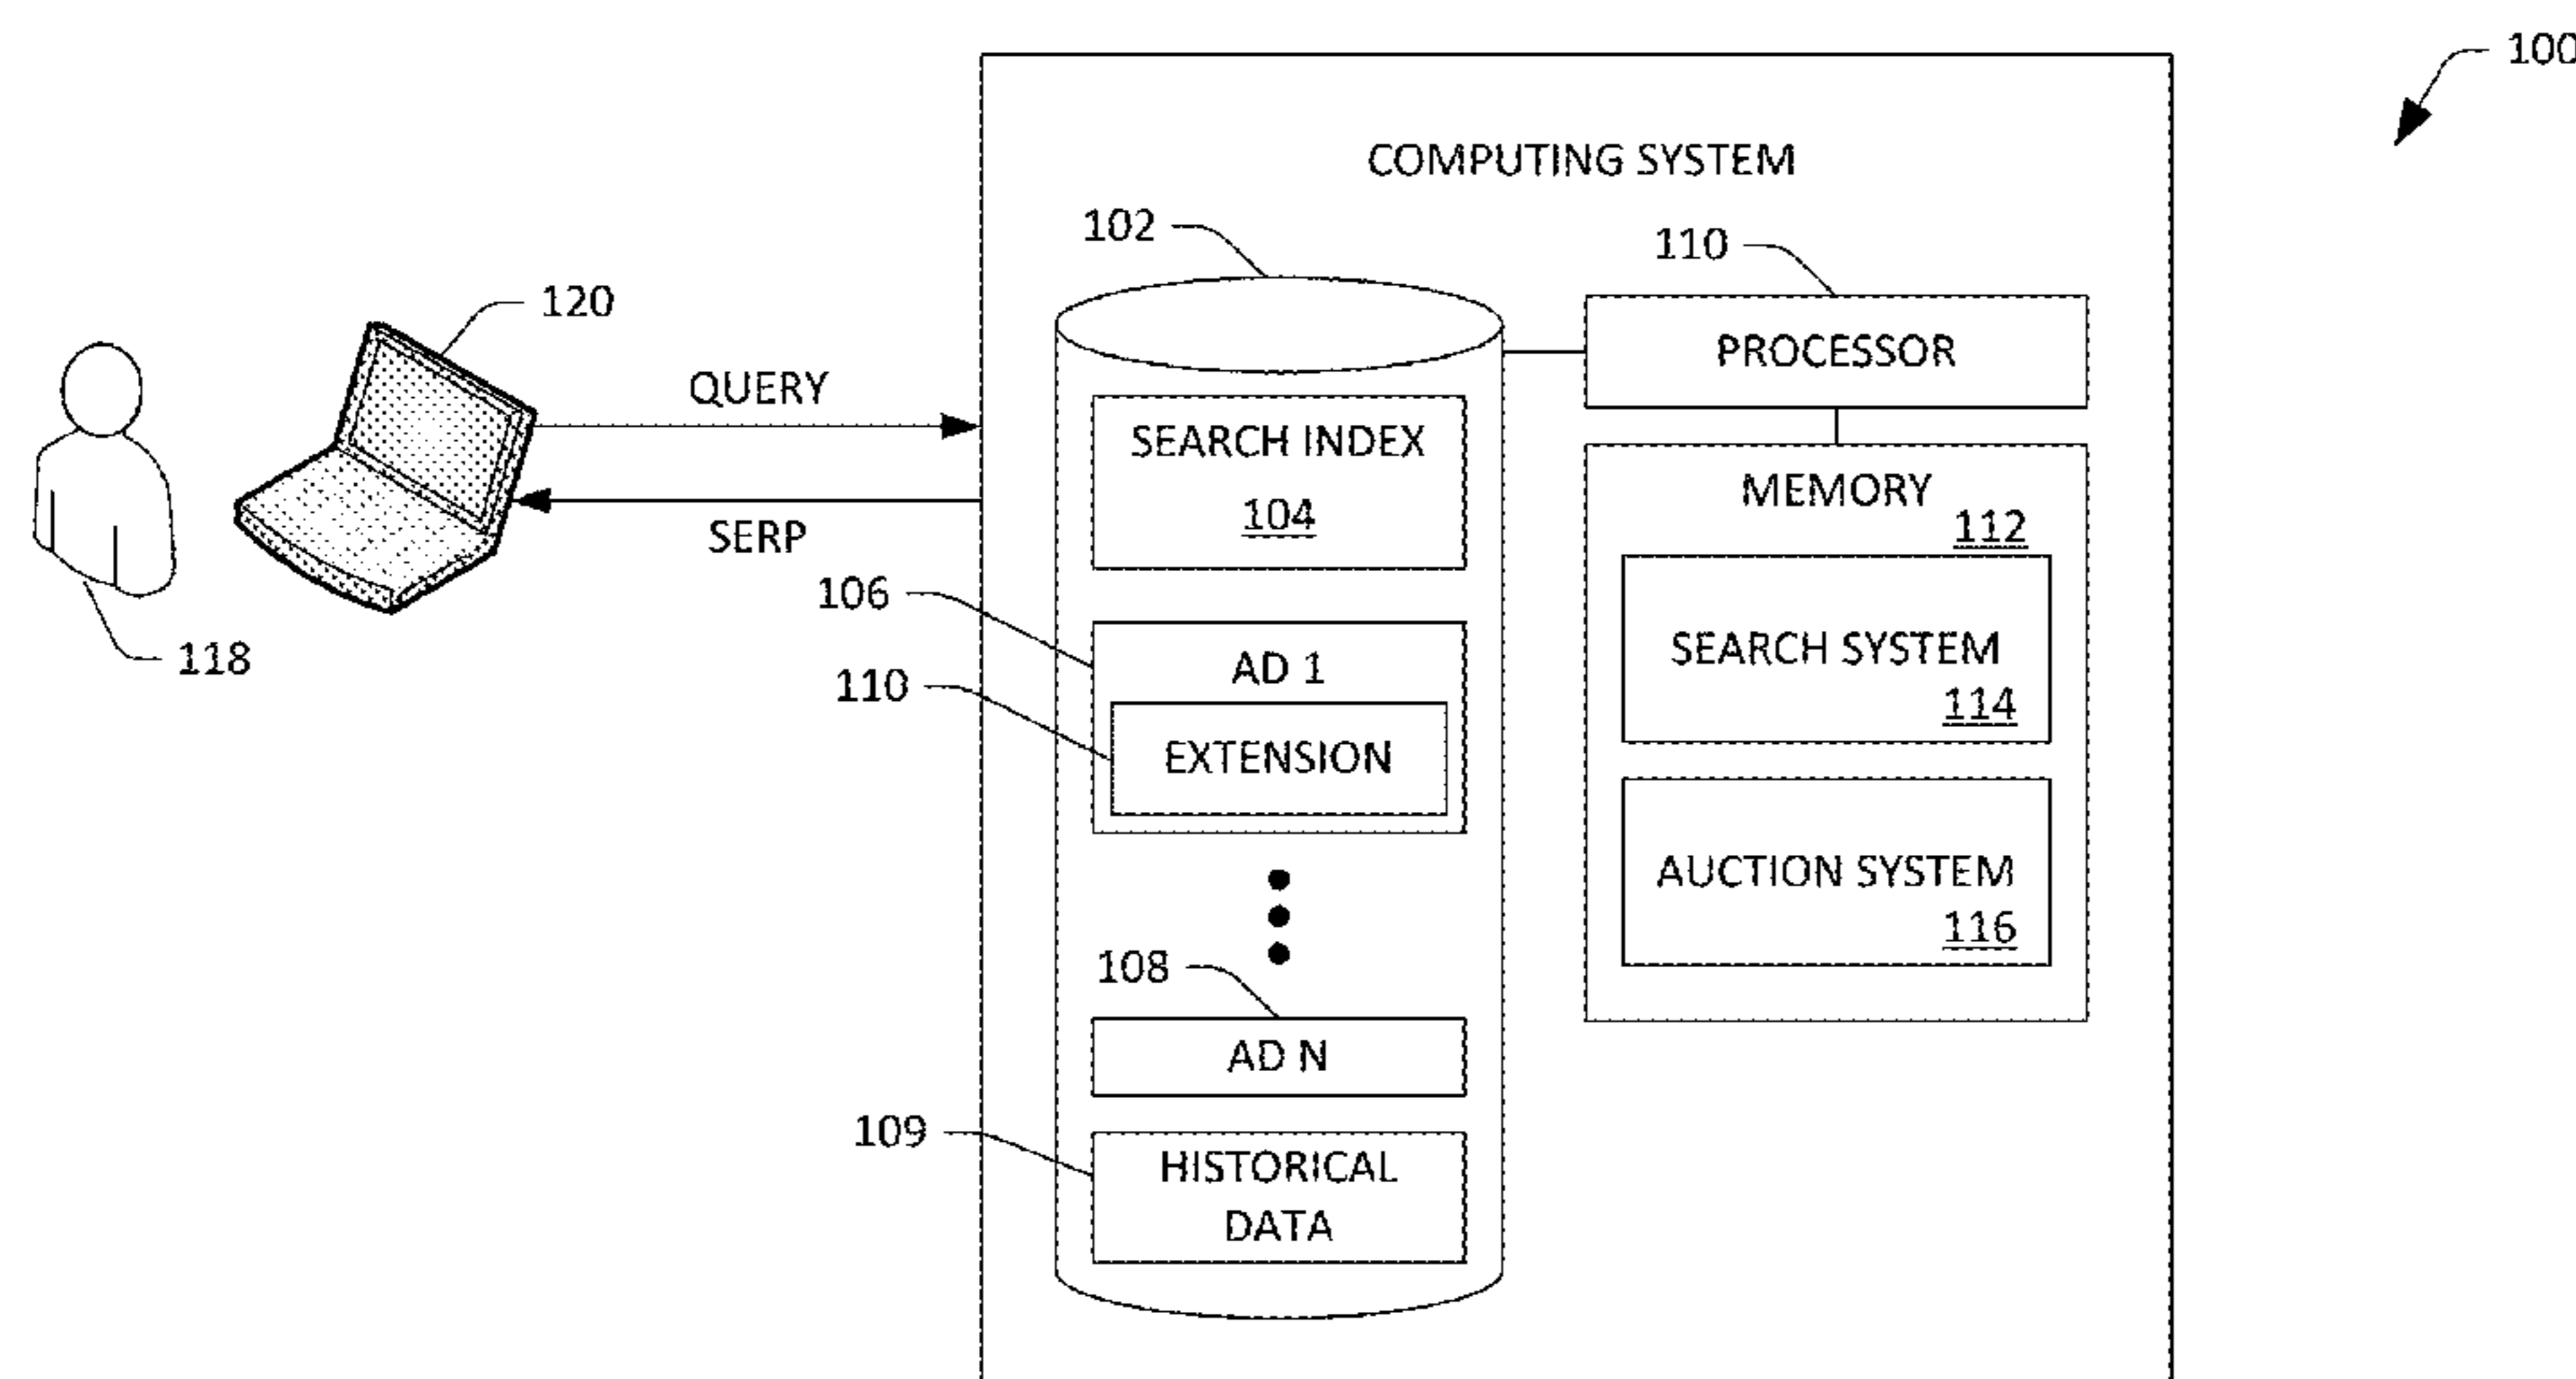 100
COMPUTING SYSTEM
102
110
120
PROCESSOR
QUERY
SEARCH INDEX
104
MEMORY
112
SERP
106
118
AD 1
SEARCH SYSTEM
114
110
EXTENSION
AUCTION SYSTEM
116
108
AD N
109
HISTORICAL
DATA